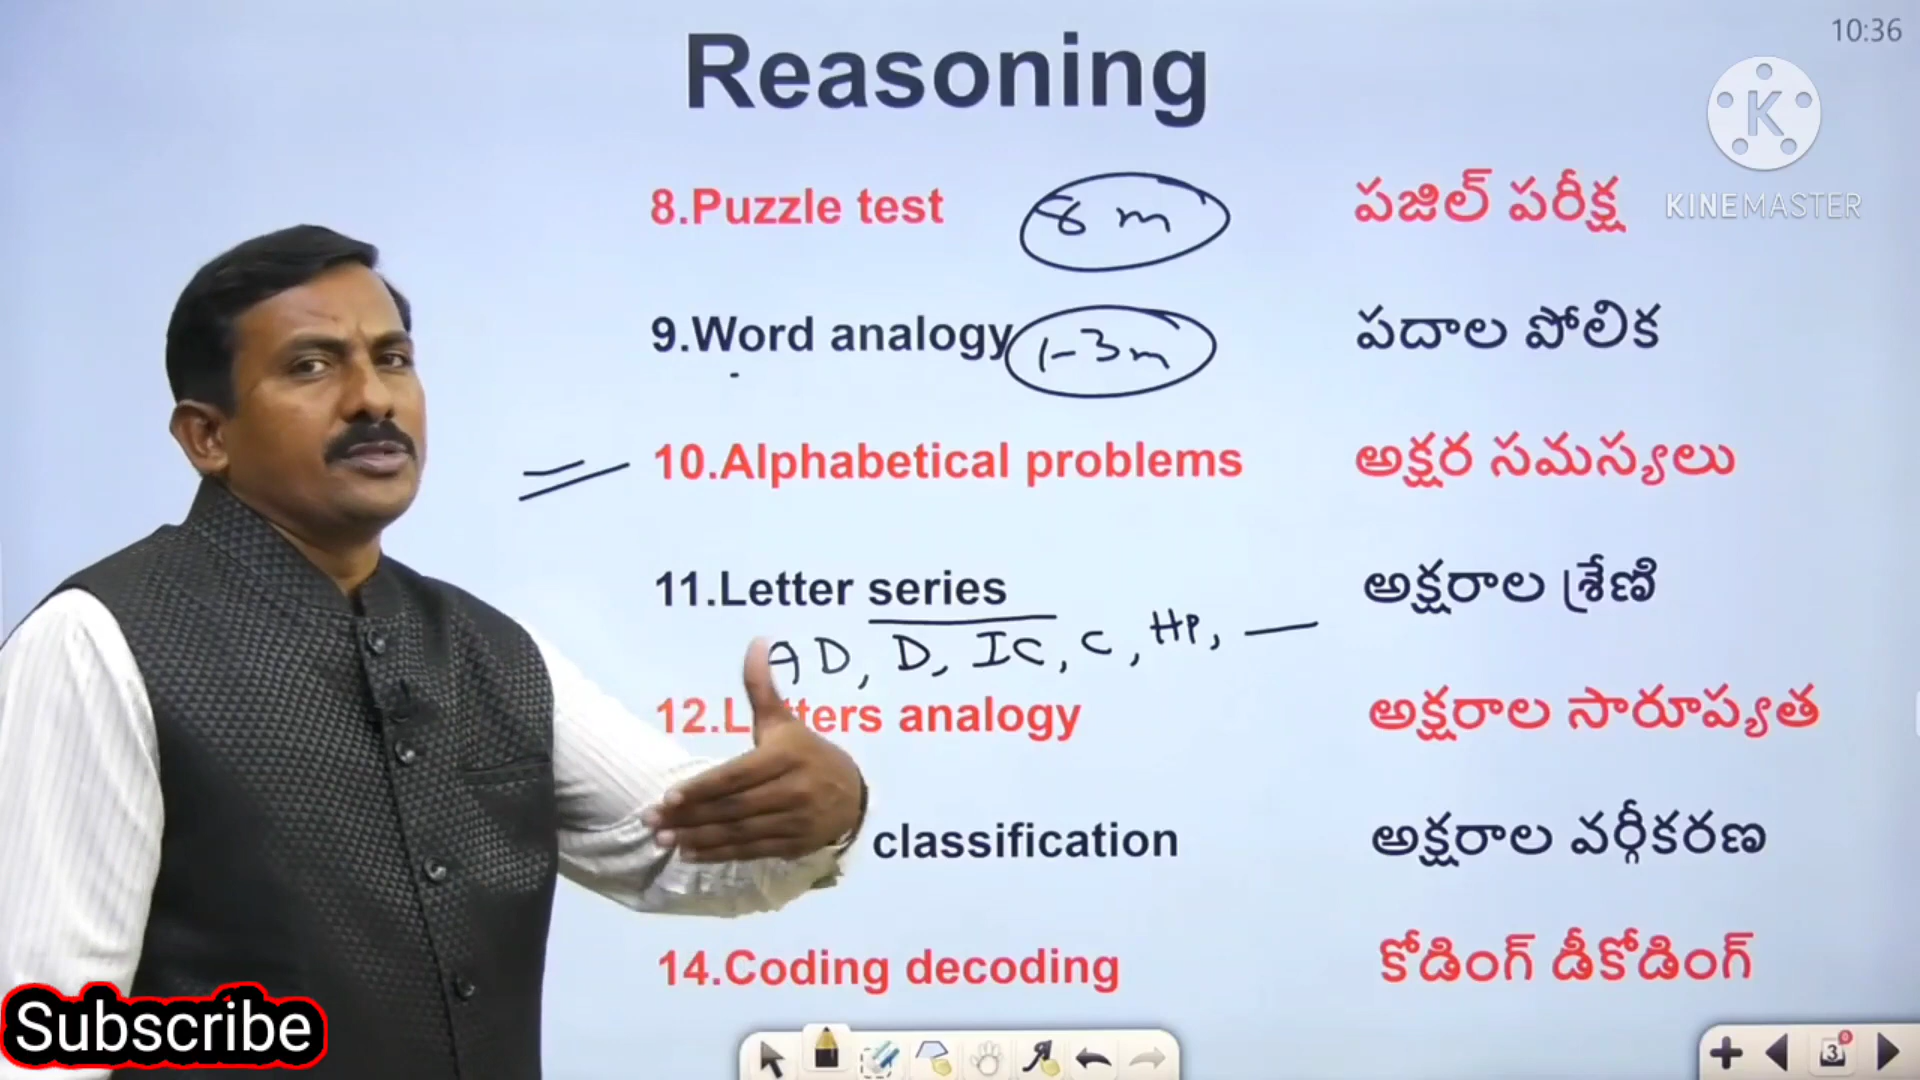 10:36
Reasoning
K
KINEMASTER
8.Puzzle test 8 m పజిల్ పరీక్ష
9.Word analogy 1-3m పదాల పోలిక
10.Alphabetical problems అక్షర సమస్యలు
11.Letter series అక్షరాల శ్రేణి
AD, D, IC, C, HP,
12.L ters analogy అక్షరాల సారూప్యత
classification అక్షరాల వర్గీకరణ
14.Coding decoding కోడింగ్ డీకోడింగ్
Subscribe
3
0